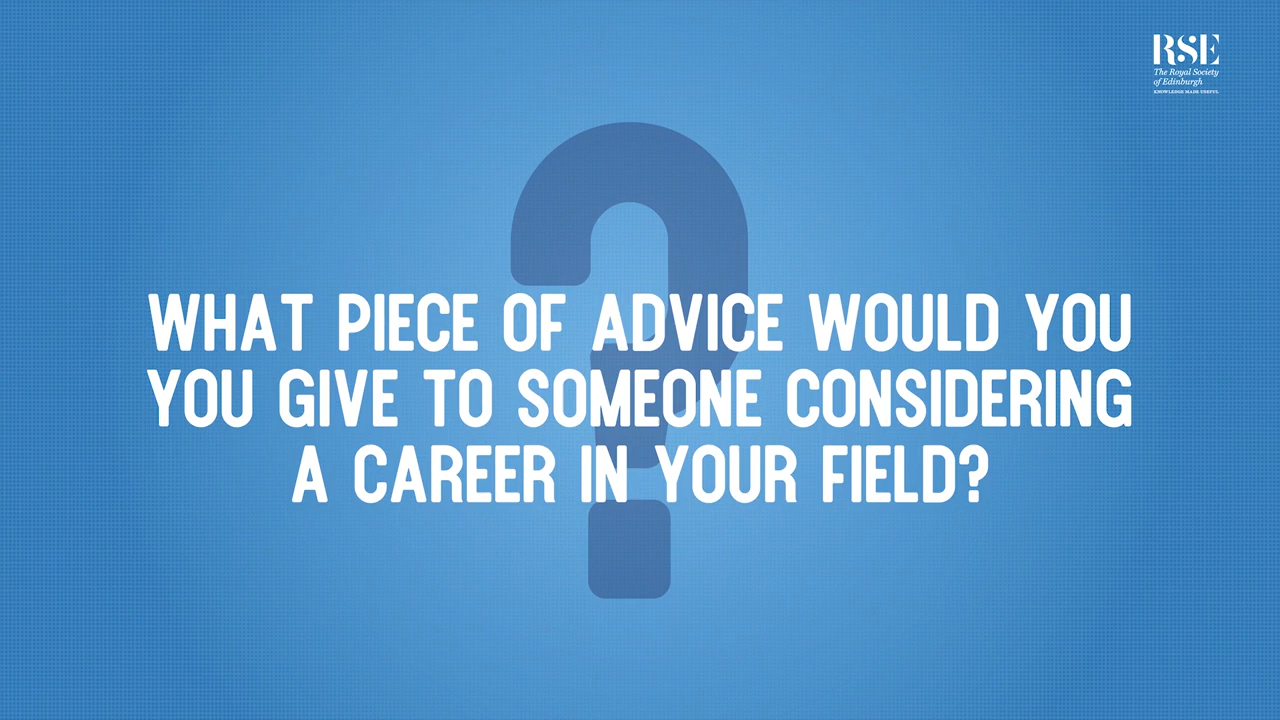 RSE
The Royal Society
of Edinburgh
KNOWLEDGE MADE USEFUL
WHAT PIECE OF ADVICE WOULD YOU
YOU GIVE TO SOMEONE CONSIDERING
A CAREER IN YOUR FIELD?